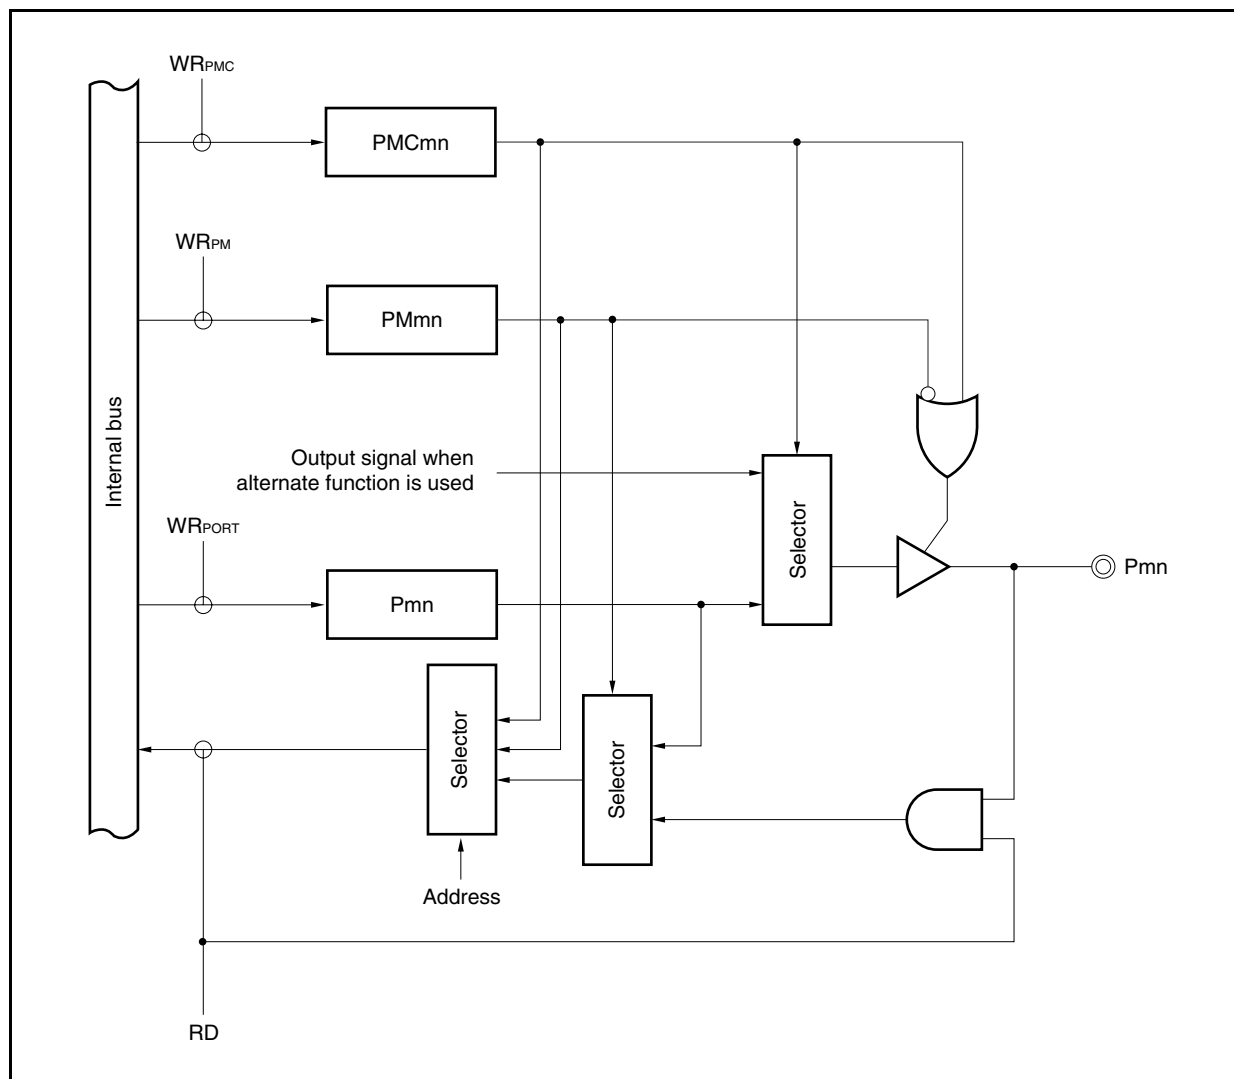 WRPMC
PMCmn
WRPM
PMmn
Internal bus
Output signal when
alternate function is used
Selector
WRPORT
Pmn
Pmn
Selector
Selector
Address
RD